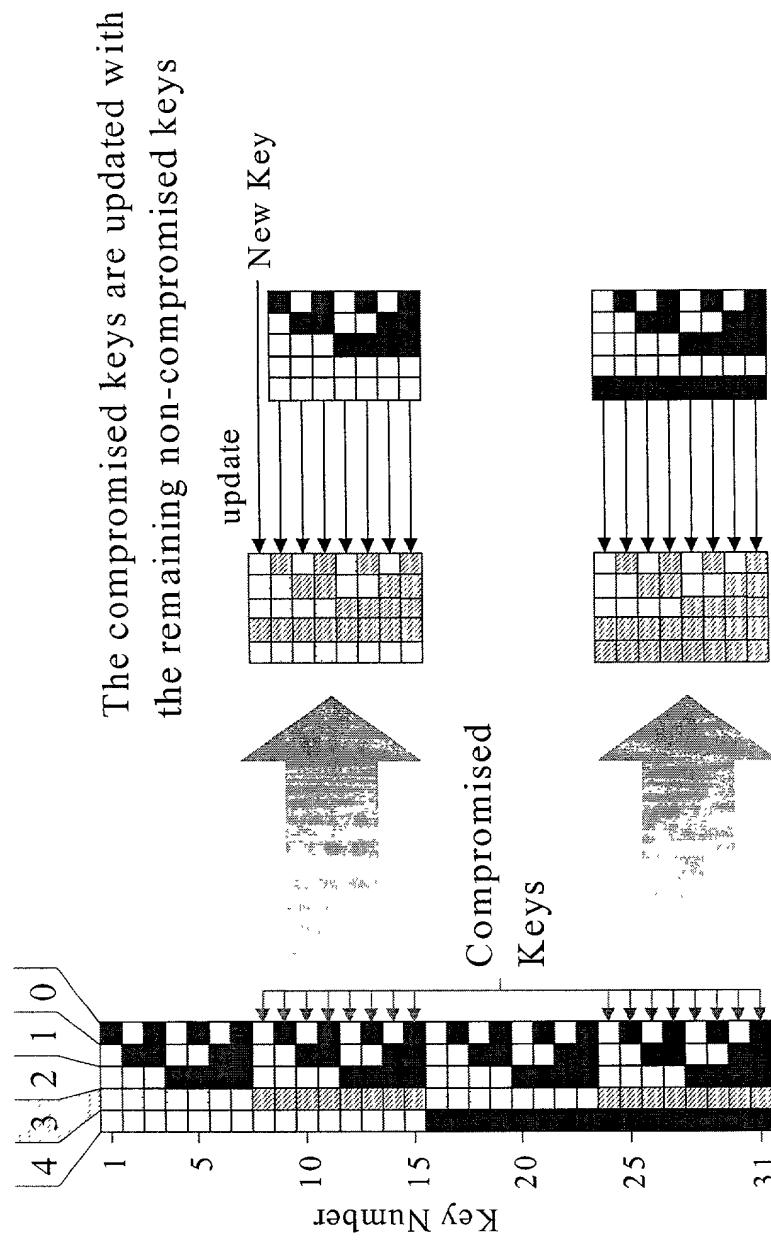 The compromised keys are updated with
the remaining non-compromised keys
New Key
update
Compromised
Keys
4 3 2 1 0
1
5
10
15
20
25
31
Key Number